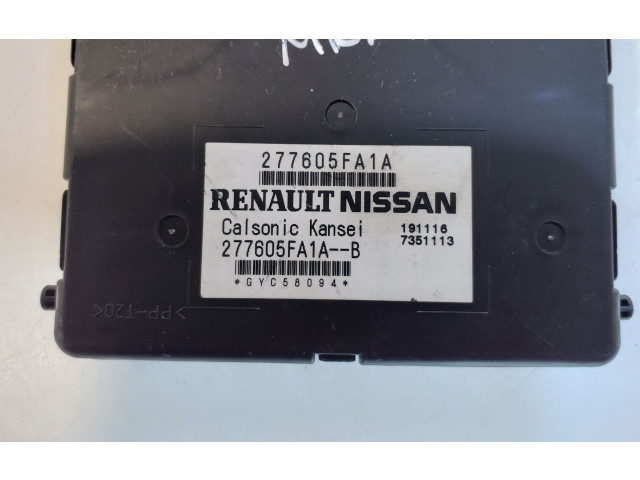 277605FA1A
RENAULT NISSAN
Calsonic Kansei 191116
277605FA1A--B 7351113
*GYC58094*
>PP-T20<